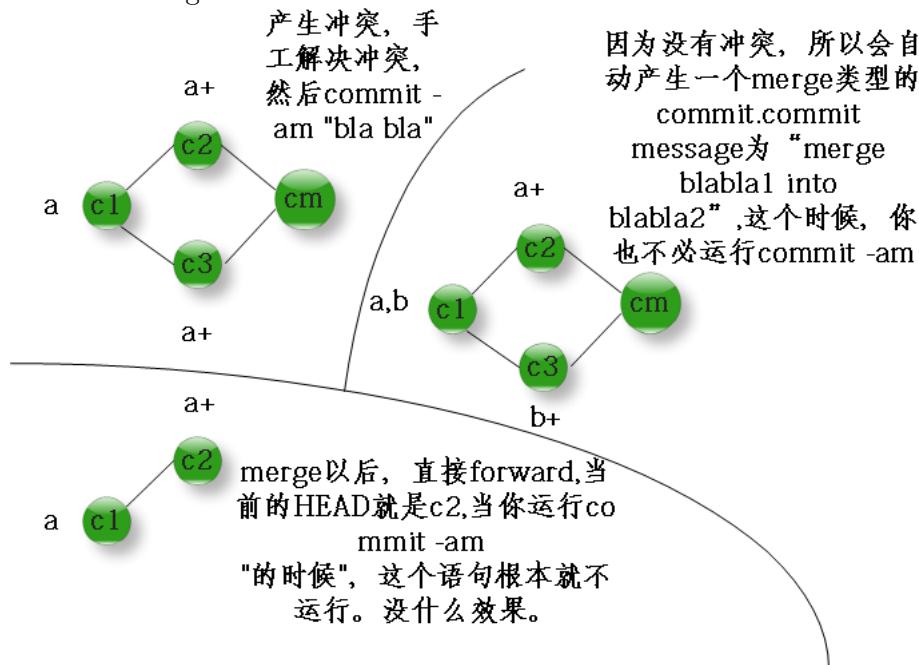 产生冲突，手
工解决冲突，
然后commit -
am "bla bla"
a+
c2
a
c1
cm
c3
a+
因为没有冲突，所以会自
动产生一个merge类型的
commit.commit
message为“merge
blabla1 into
blabla2”,这个时候，你
也不必运行commit -am
a+
c2
a,b
c1
cm
c3
b+
a+
c2
a
c1
merge以后，直接forward,当
前的HEAD就是c2,当你运行co
mmit -am
"的时候"，这个语句根本就不
运行。没什么效果。